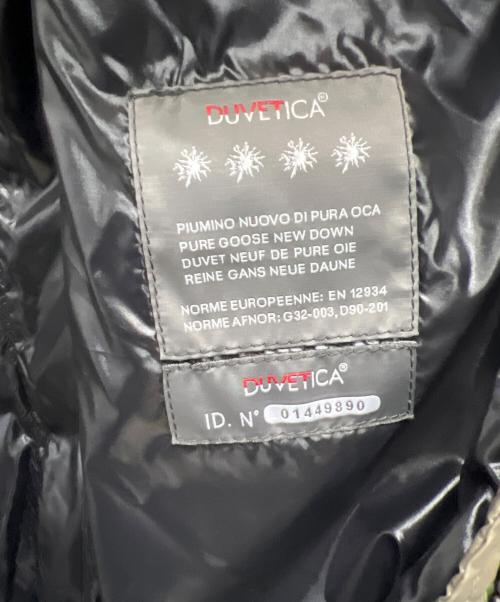 DUVETICA®
PIUMINO NUOVO DI PURA OCA
PURE GOOSE NEW DOWN
DUVET NEUF DE PURE OIE
REINE GANS NEUE DAUNE
NORME EUROPEENNE: EN 12934
NORME AFNOR: G32-003, D90-201
DUVETICA®
ID. N° 01449890